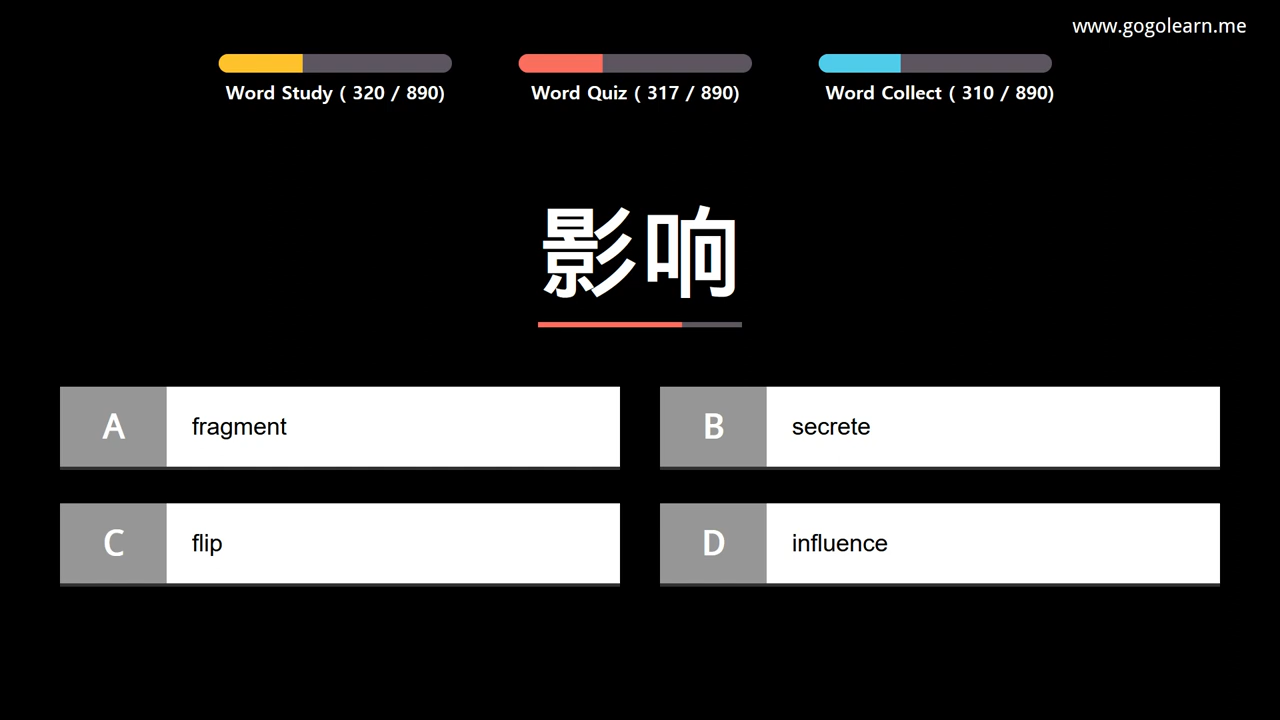 www.gogolearn.me
Word Study ( 320 / 890)
Word Quiz ( 317 / 890)
Word Collect ( 310 / 890)
影响
A fragment
B secrete
C flip
D influence